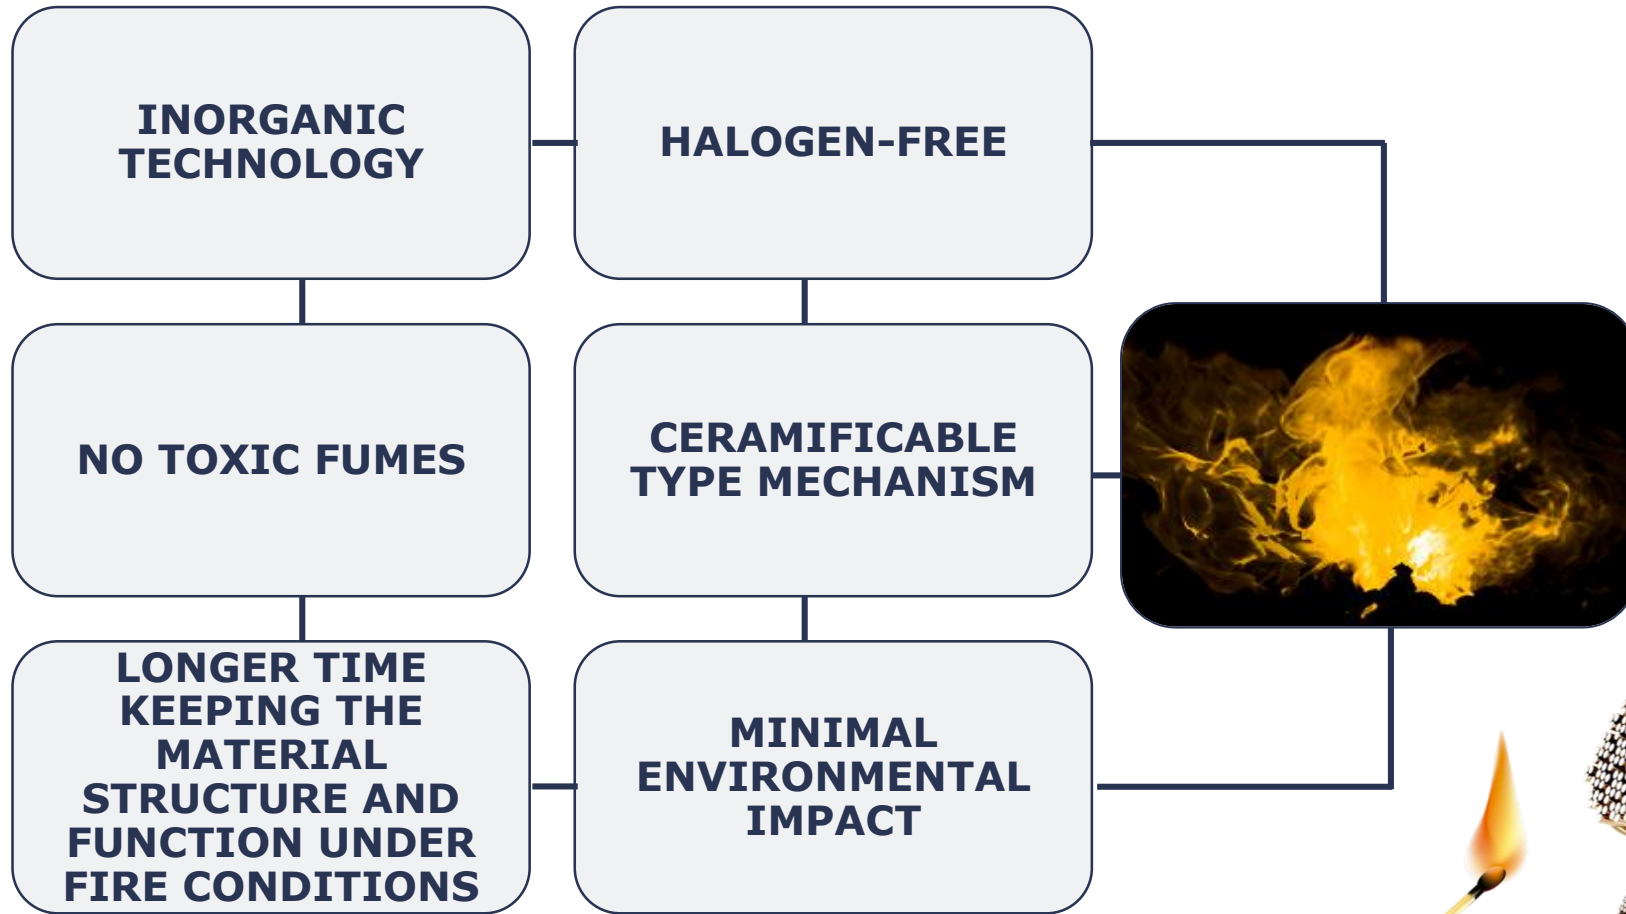 INORGANIC
TECHNOLOGY
HALOGEN–FREE
NO TOXIC FUMES
CERAMIFICABLE
TYPE MECHANISM
LONGER TIME
KEEPING THE
MATERIAL
STRUCTURE AND
FUNCTION UNDER
FIRE CONDITIONS
MINIMAL
ENVIRONMENTAL
IMPACT